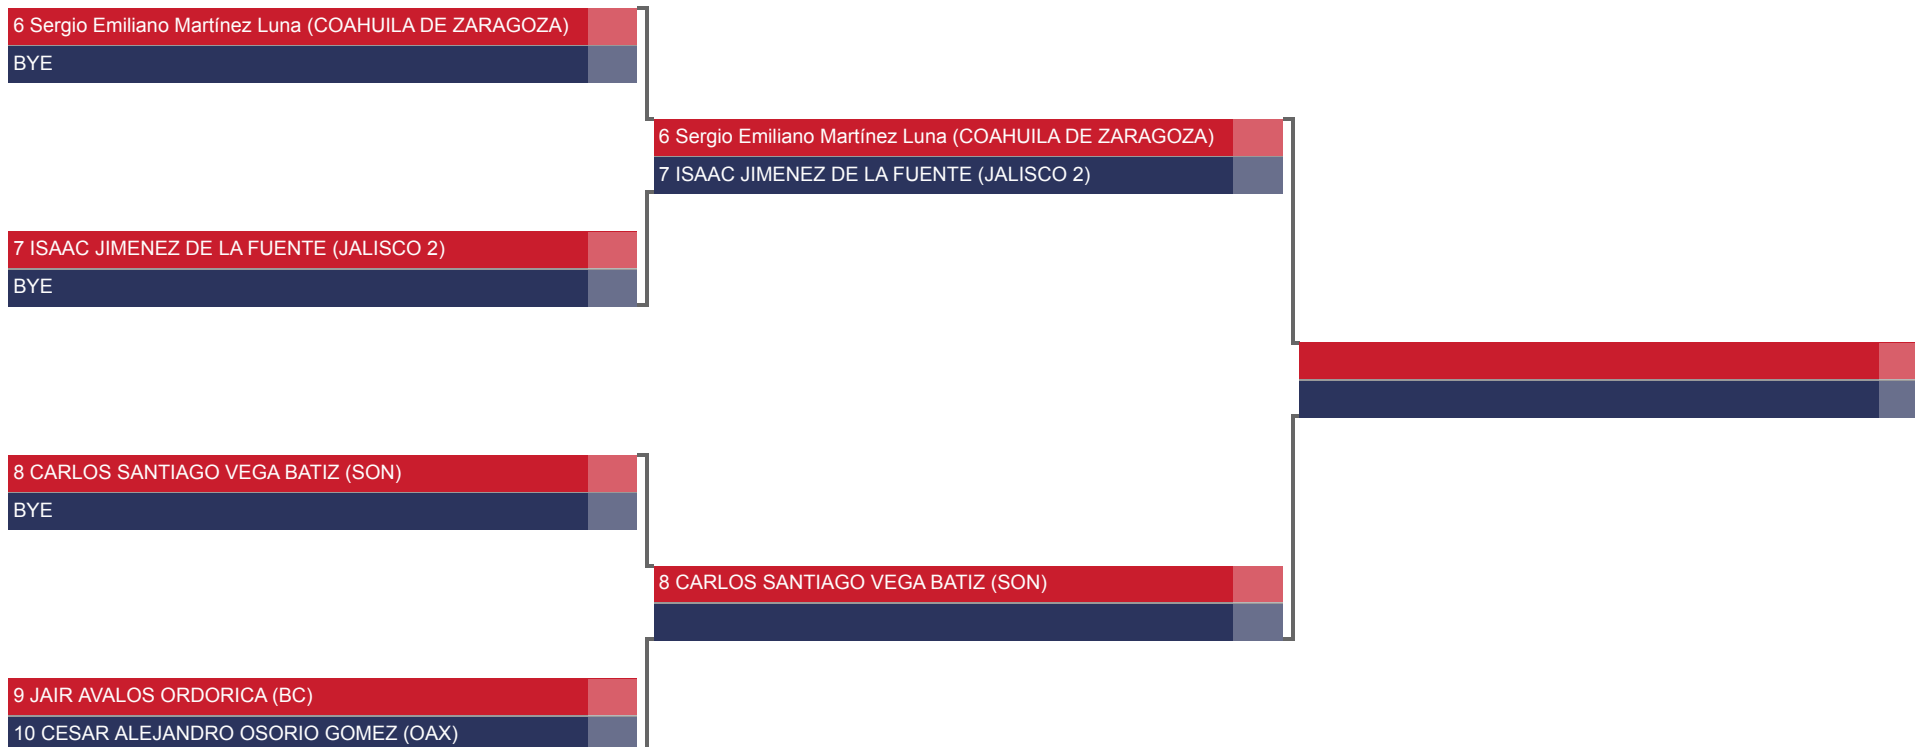 6 Sergio Emiliano Martínez Luna (COAHUILA DE ZARAGOZA)
BYE
6 Sergio Emiliano Martínez Luna (COAHUILA DE ZARAGOZA)
7 ISAAC JIMENEZ DE LA FUENTE (JALISCO 2)
7 ISAAC JIMENEZ DE LA FUENTE (JALISCO 2)
BYE
8 CARLOS SANTIAGO VEGA BATIZ (SON)
BYE
8 CARLOS SANTIAGO VEGA BATIZ (SON)
9 JAIR AVALOS ORDORICA (BC)
10 CESAR ALEJANDRO OSORIO GOMEZ (OAX)